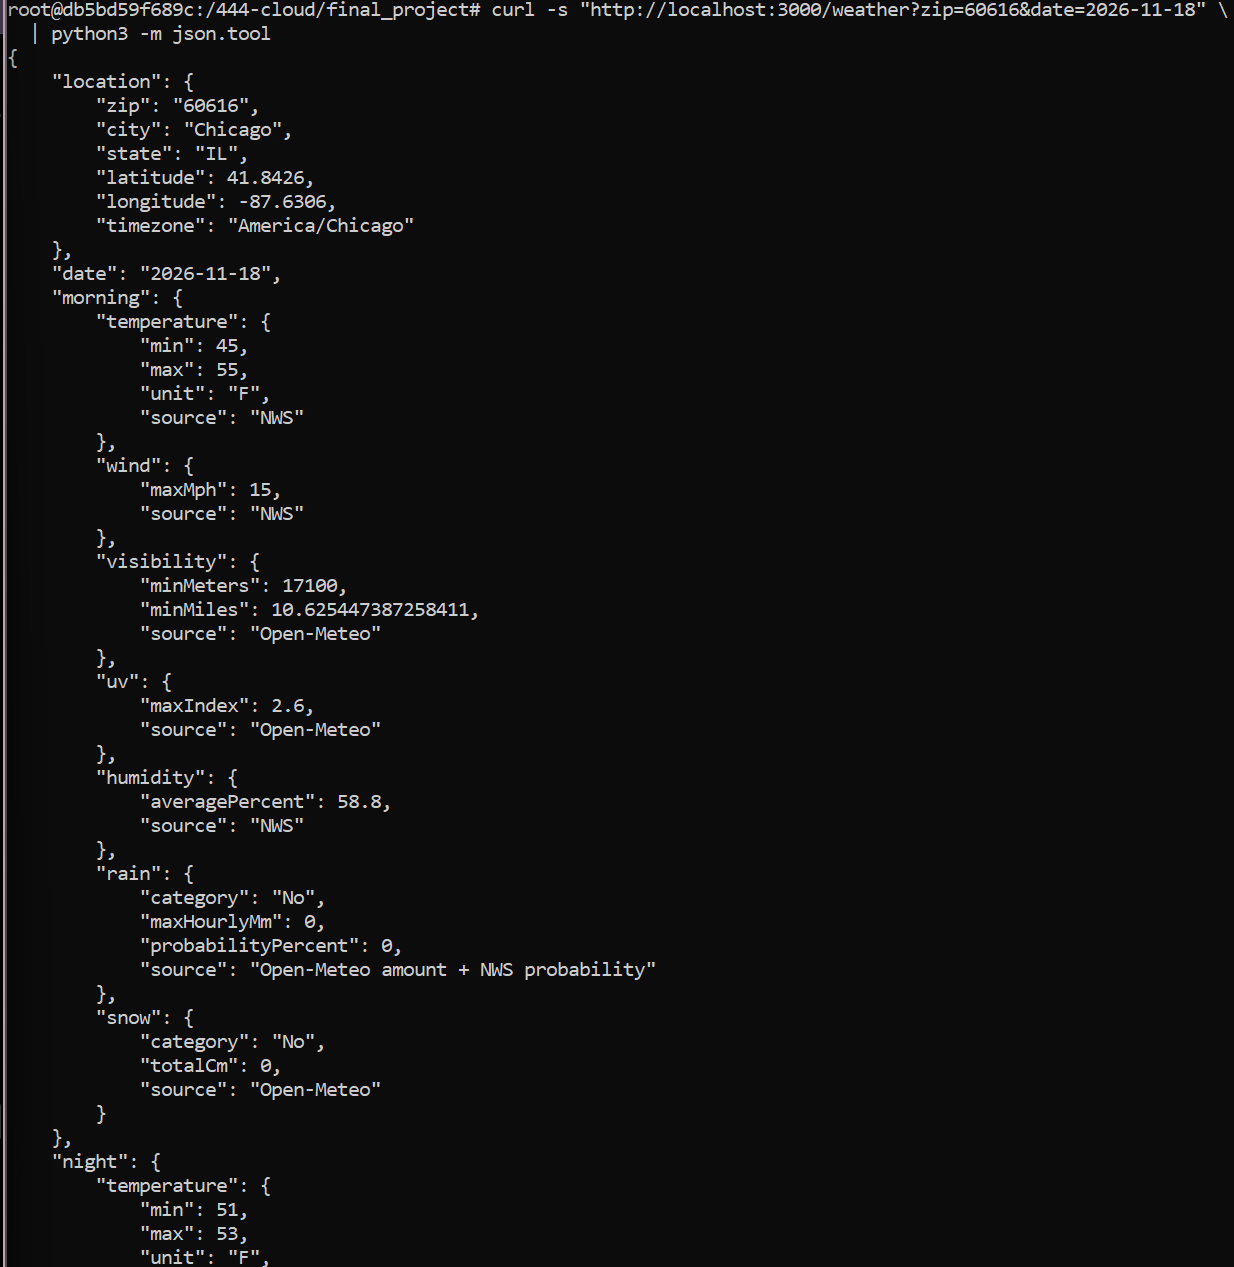 root@db5bd59f689c:/444-cloud/final_project# curl -s "http://localhost:3000/weather?zip=60616&date=2026-11-18" \
  | python3 -m json.tool
{
    "location": {
        "zip": "60616",
        "city": "Chicago",
        "state": "IL",
        "latitude": 41.8426,
        "longitude": -87.6306,
        "timezone": "America/Chicago"
    },
    "date": "2026-11-18",
    "morning": {
        "temperature": {
            "min": 45,
            "max": 55,
            "unit": "F",
            "source": "NWS"
        },
        "wind": {
            "maxMph": 15,
            "source": "NWS"
        },
        "visibility": {
            "minMeters": 17100,
            "minMiles": 10.625447387258411,
            "source": "Open-Meteo"
        },
        "uv": {
            "maxIndex": 2.6,
            "source": "Open-Meteo"
        },
        "humidity": {
            "averagePercent": 58.8,
            "source": "NWS"
        },
        "rain": {
            "category": "No",
            "maxHourlyMm": 0,
            "probabilityPercent": 0,
            "source": "Open-Meteo amount + NWS probability"
        },
        "snow": {
            "category": "No",
            "totalCm": 0,
            "source": "Open-Meteo"
        }
    },
    "night": {
        "temperature": {
            "min": 51,
            "max": 53,
            "unit": "F",